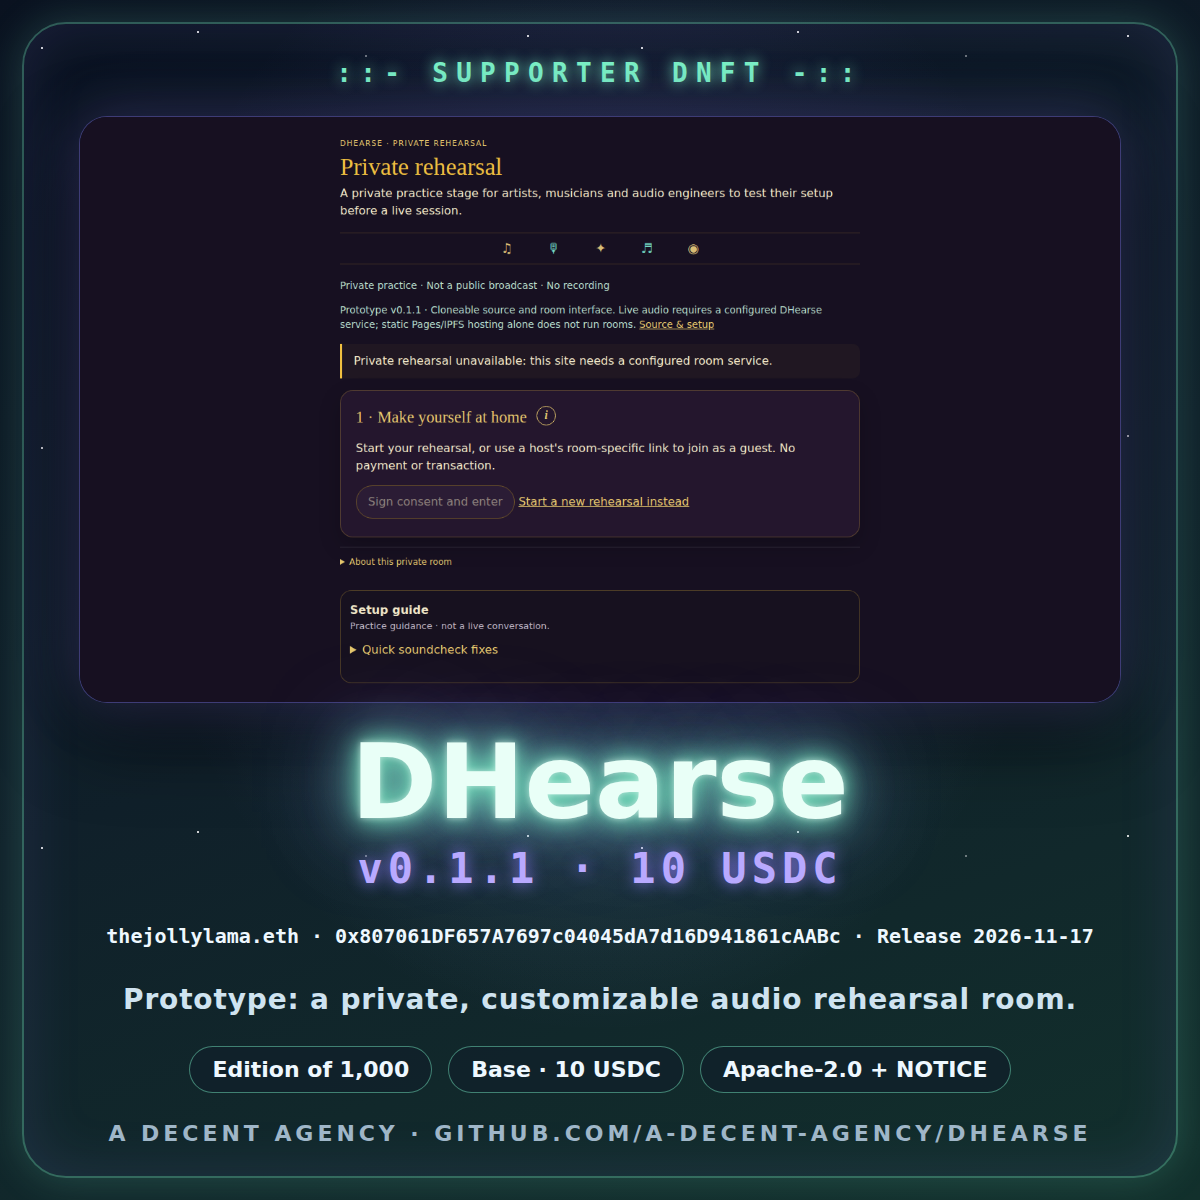 ::- SUPPORTER DNFT -::
DHEARSE · PRIVATE REHEARSAL
Private rehearsal
A private practice stage for artists, musicians and audio engineers to test their setup
before a live session.
♫ 🎙 ✦ ♬ ◉
Private practice · Not a public broadcast · No recording
Prototype v0.1.1 · Cloneable source and room interface. Live audio requires a configured DHearse
service; static Pages/IPFS hosting alone does not run rooms. Source & setup
Private rehearsal unavailable: this site needs a configured room service.
1 · Make yourself at home i
Start your rehearsal, or use a host's room-specific link to join as a guest. No
payment or transaction.
Sign consent and enter Start a new rehearsal instead
▶ About this private room
Setup guide
Practice guidance · not a live conversation.
▶ Quick soundcheck fixes
DHearse
v0.1.1 · 10 USDC
thejollylama.eth · 0x807061DF657A7697c04045dA7d16D941861cAABc · Release 2026-11-17
Prototype: a private, customizable audio rehearsal room.
Edition of 1,000
Base · 10 USDC
Apache-2.0 + NOTICE
A DECENT AGENCY · GITHUB.COM/A-DECENT-AGENCY/DHEARSE